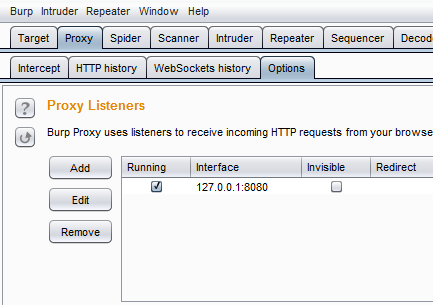 Burp Intruder Repeater Window Help
Target Proxy Spider Scanner Intruder Repeater Sequencer Decod
Intercept HTTP history WebSockets history Options
? Proxy Listeners
Burp Proxy uses listeners to receive incoming HTTP requests from your browse
Add Running Interface Invisible Redirect
127.0.0.1:8080
Edit
Remove